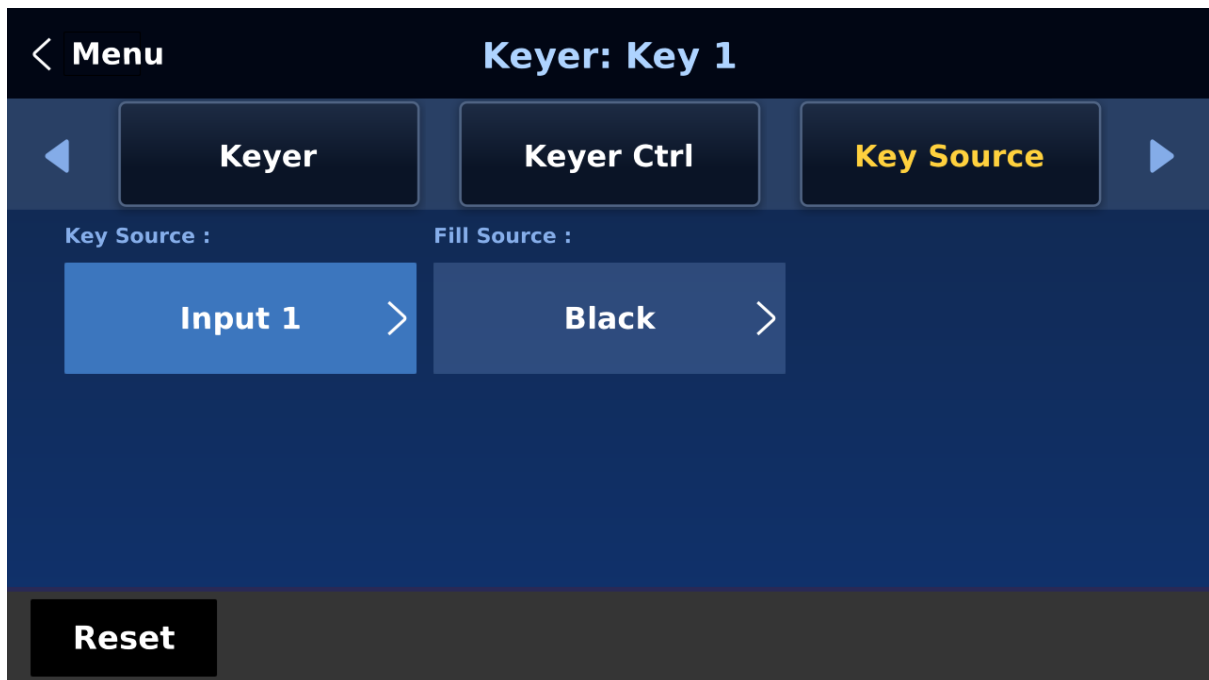 Menu
Keyer: Key 1
Keyer
Keyer Ctrl
Key Source
Key Source :
Fill Source :
Input 1
Black
Reset